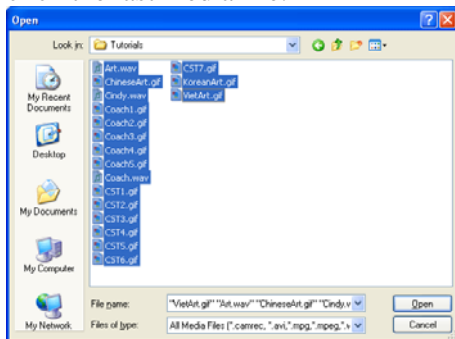 Open
Look in:
Tutorials
My Recent
Documents
Desktop
My Documents
My Computer
My Network
Art.wav
ChineseArt.gif
Cindy.wav
Coach1.gif
Coach2.gif
Coach3.gif
Coach4.gif
Coach5.gif
Coach.wav
CST1.gif
CST2.gif
CST3.gif
CST4.gif
CST5.gif
CST6.gif
CST7.gif
KoreanArt.gif
VietArt.gif
File name:
"VietArt.gif" "Art.wav" "ChineseArt.gif" "Cindy.w
Open
Files of type:
All Media Files (*.camrec, *.avi,*.mpg,*.mpeg,*.
Cancel